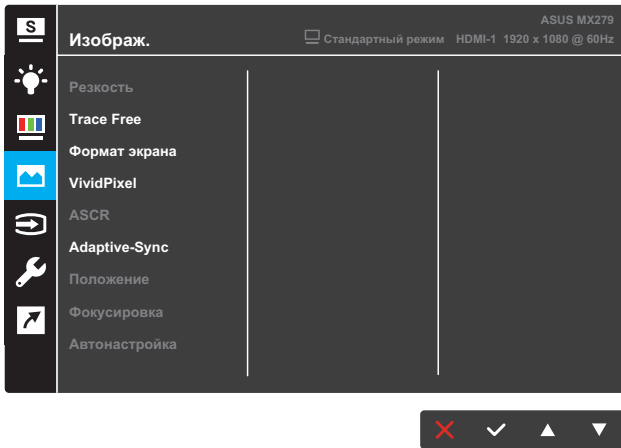 S
ASUS MX279
Изображ.
Стандартный режим HDMI-1 1920 x 1080 @ 60Hz
Резкость
Trace Free
Формат экрана
VividPixel
ASCR
Adaptive-Sync
Положение
Фокусировка
Автонастройка